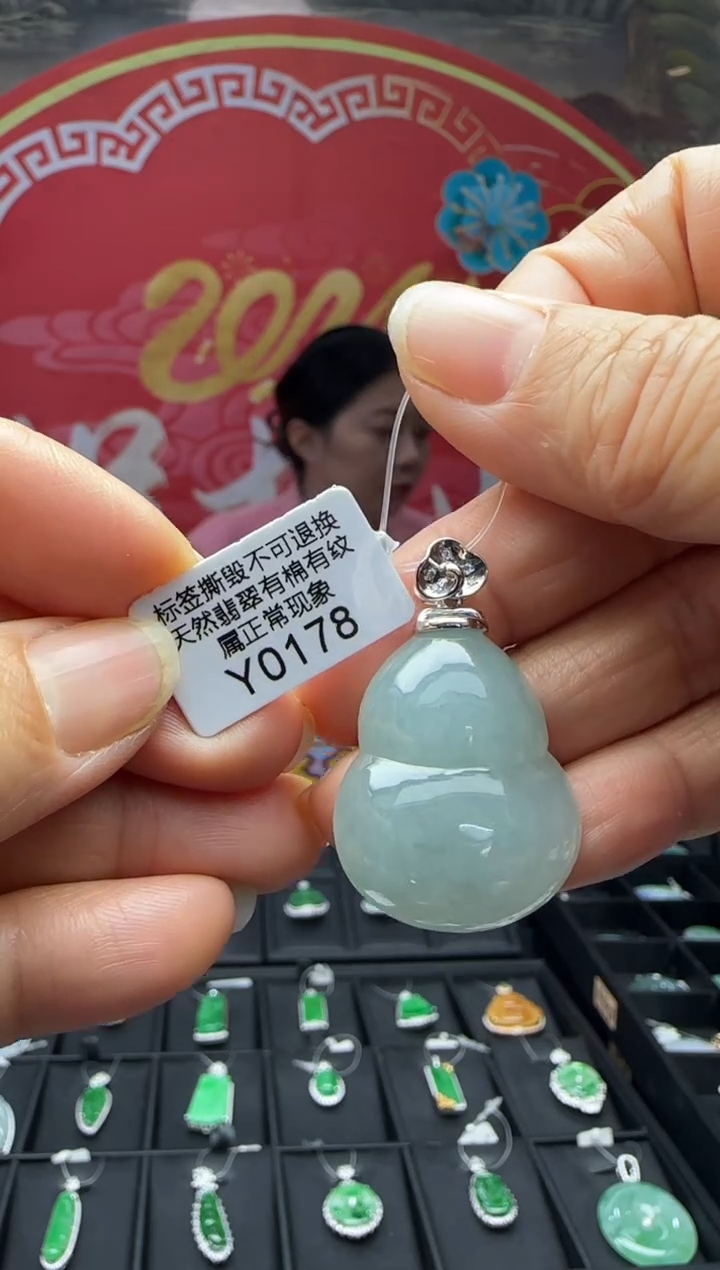 标签撕毁不可退换
天然翡翠有棉有纹
属正常现象
Y0178